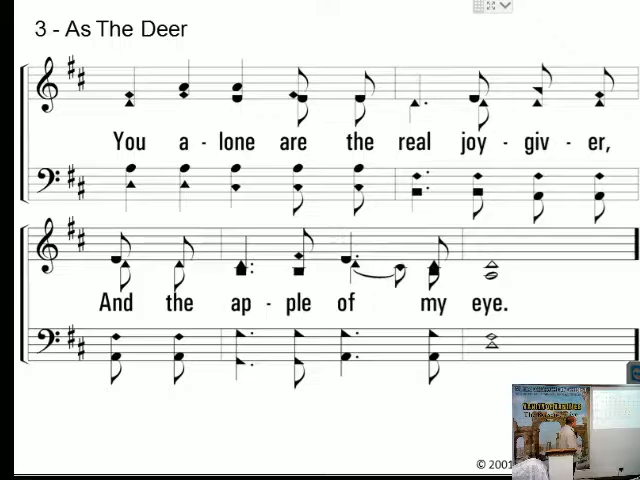 3 - As The Deer
You a - lone are the real joy - giv - er,
And the ap - ple of my eye.
© 2001